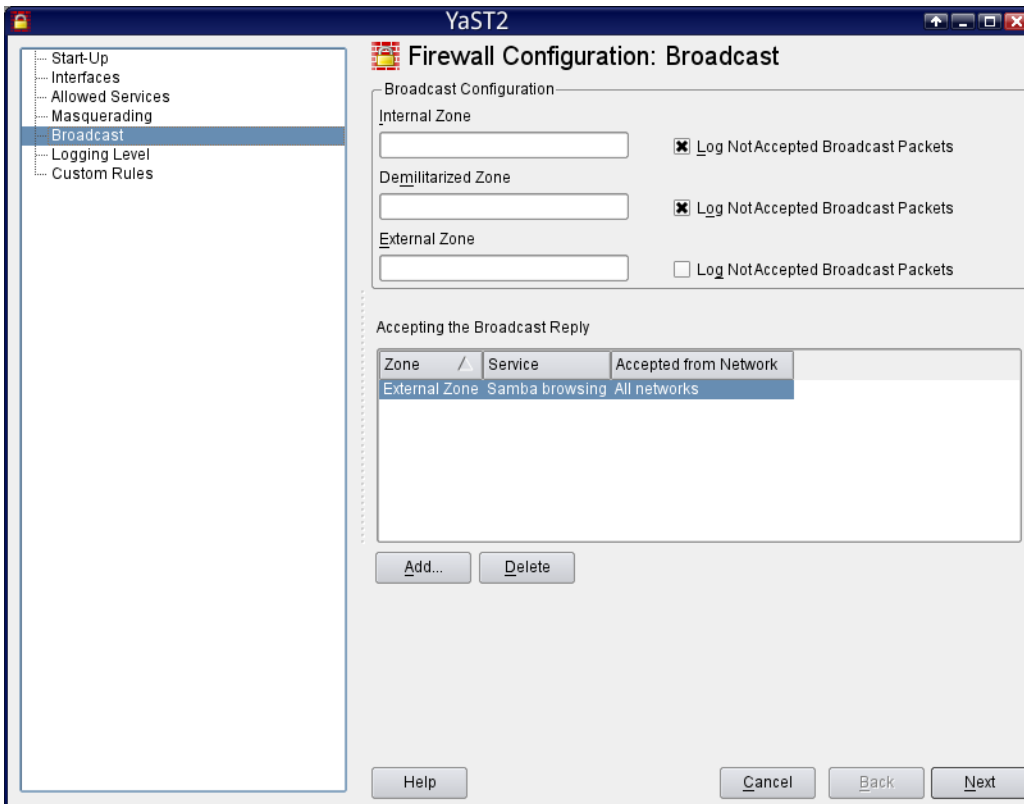 YaST2
Start-Up
Interfaces
Allowed Services
Masquerading
Broadcast
Logging Level
Custom Rules
Firewall Configuration: Broadcast
Broadcast Configuration
Internal Zone
Log Not Accepted Broadcast Packets
Demilitarized Zone
Log Not Accepted Broadcast Packets
External Zone
Log Not Accepted Broadcast Packets
Accepting the Broadcast Reply
Zone Service Accepted from Network
External Zone Samba browsing All networks
Add... Delete
Help Cancel Back Next